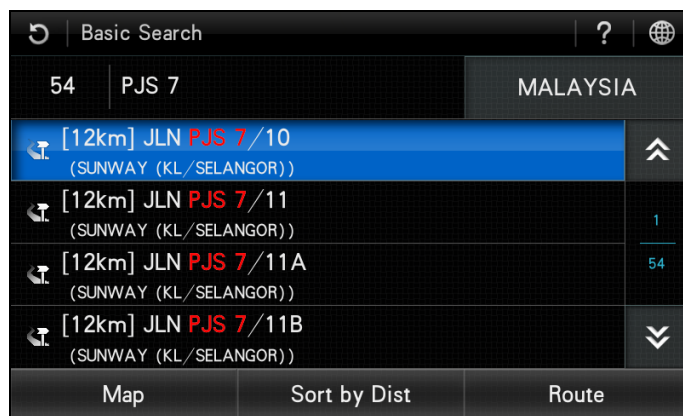 Basic Search ?
54 PJS 7 MALAYSIA
[12km] JLN PJS 7/10
(SUNWAY (KL/SELANGOR))
[12km] JLN PJS 7/11
(SUNWAY (KL/SELANGOR))
1
[12km] JLN PJS 7/11A
54
(SUNWAY (KL/SELANGOR))
[12km] JLN PJS 7/11B
(SUNWAY (KL/SELANGOR))
Map Sort by Dist Route